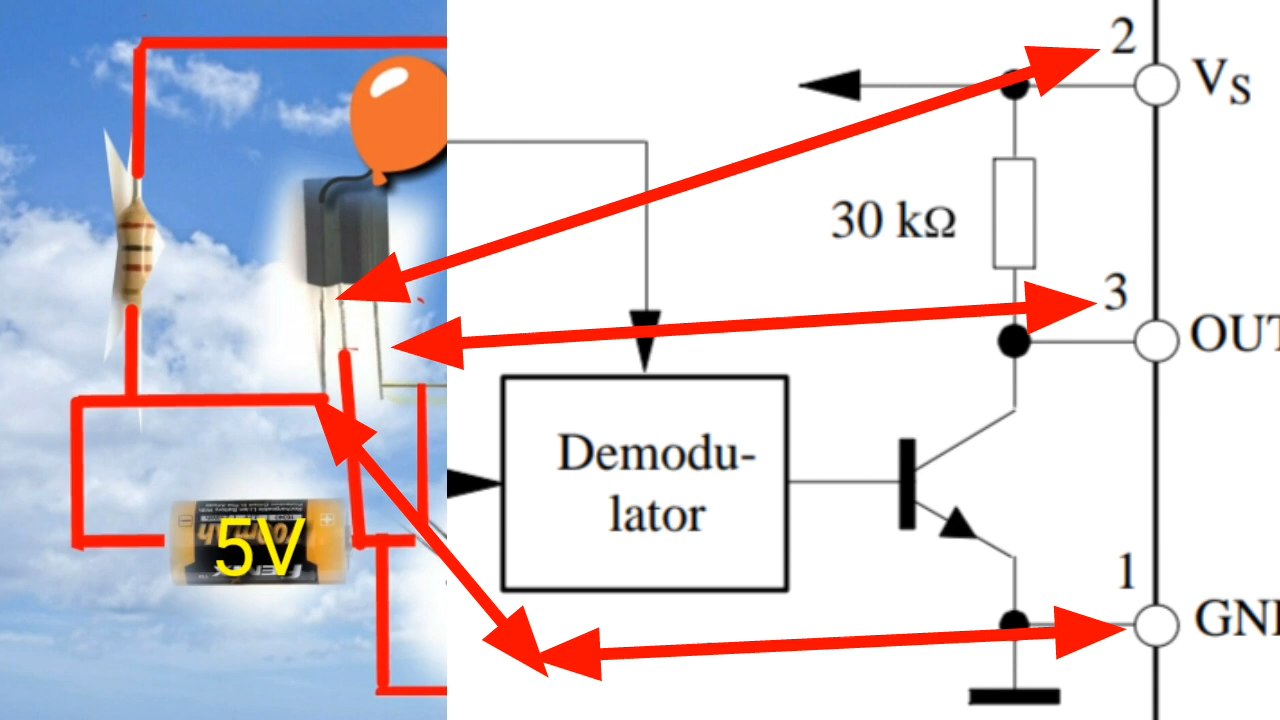 2
VS
30 kΩ
3
OUT
Demodu-
lator
5V
1
GN